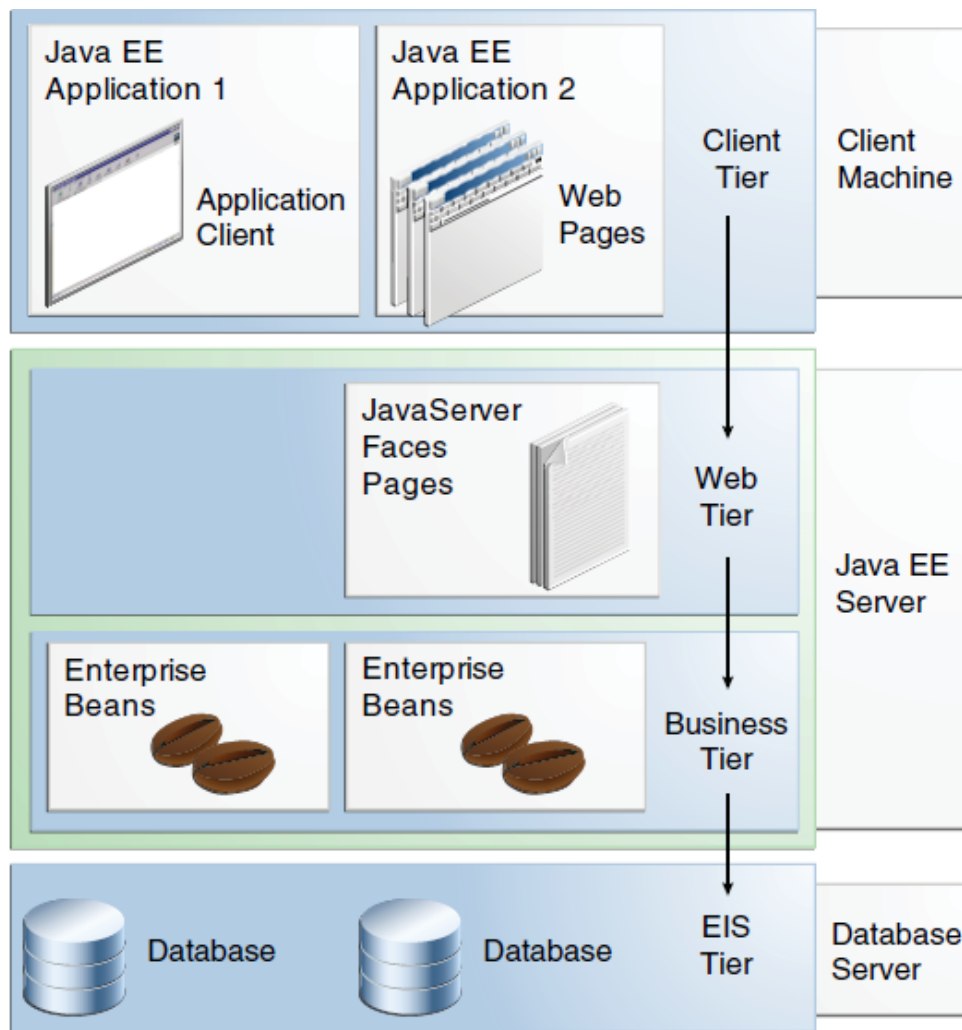 Java EE
Application 1
Application
Client
Java EE
Application 2
Web
Pages
Client
Tier
Client
Machine
JavaServer
Faces
Pages
Web
Tier
Java EE
Server
Enterprise
Beans
Enterprise
Beans
Business
Tier
Database
Database
EIS
Tier
Database
Server